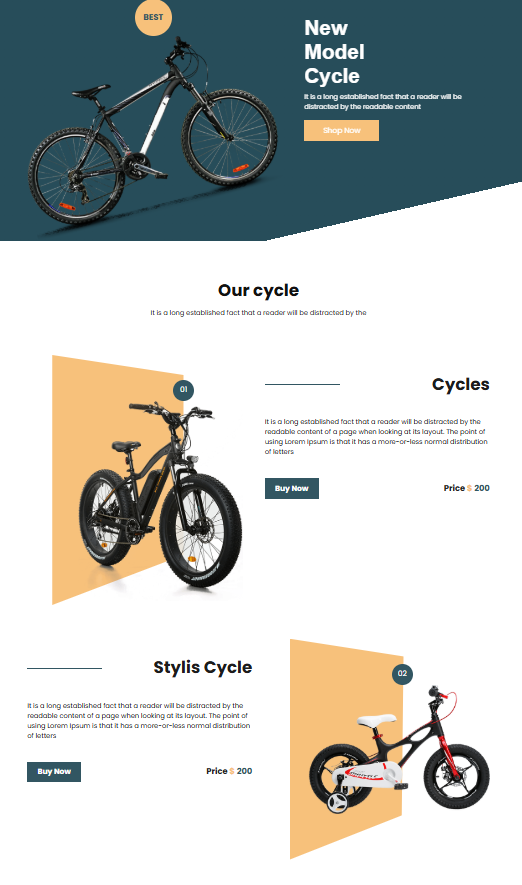 BEST
New
Model
Cycle
It is a long established fact that a reader will be
distracted by the readable content
Shop Now
Our cycle
It is a long established fact that a reader will be distracted by the
01
Cycles
It is a long established fact that a reader will be distracted by the
readable content of a page when looking at its layout. The point of
using Lorem Ipsum is that it has a more-or-less normal distribution
of letters
Buy Now
Price $ 200
Stylis Cycle
It is a long established fact that a reader will be distracted by the
readable content of a page when looking at its layout. The point of
using Lorem Ipsum is that it has a more-or-less normal distribution
of letters
Buy Now
Price $ 200
02